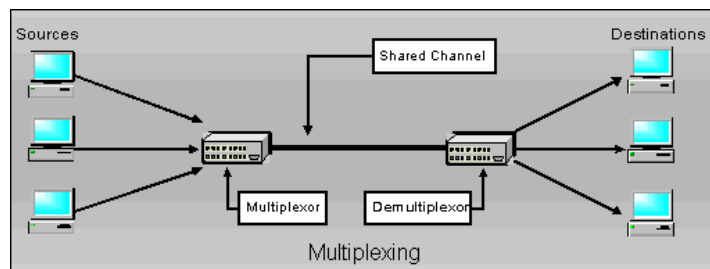 Sources
Destinations
Shared Channel
Multiplexor
Demultiplexor
Multiplexing